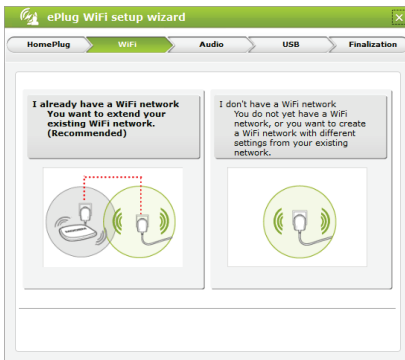 ePlug WiFi setup wizard
HomePlug WiFi Audio USB Finalization
I already have a WiFi network
You want to extend your
existing WiFi network.
(Recommended)
I don't have a WiFi network
You do not yet have a WiFi
network, or you want to create
a WiFi network with different
settings from your existing
network.